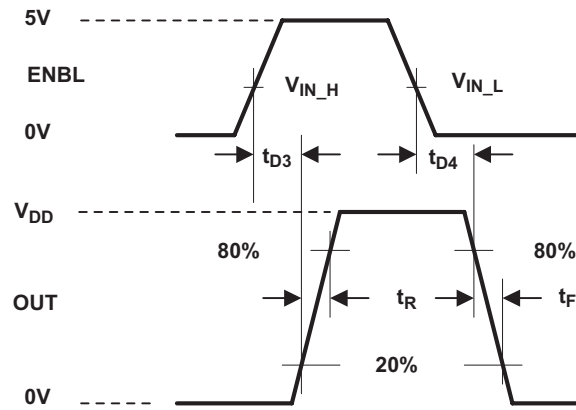 5V
ENBL
V_IN_H
V_IN_L
0V
t_D3
t_D4
V_DD
80%
80%
OUT
t_R
t_F
20%
0V